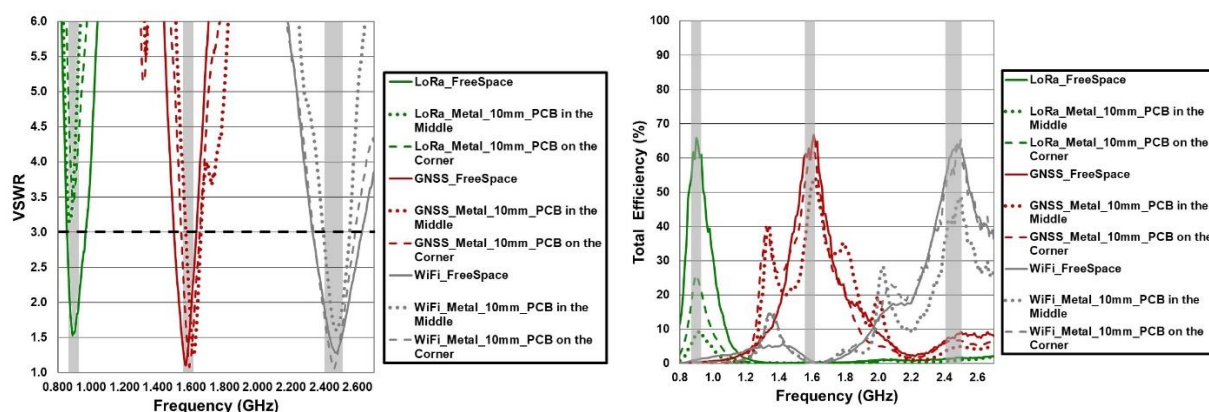 6.0
5.5
5.0
4.5
4.0
3.5
3.0
2.5
2.0
1.5
1.0
VSWR
0.800 1.000 1.200 1.400 1.600 1.800 2.000 2.200 2.400 2.600
Frequency (GHz)
LoRa_FreeSpace
LoRa_Metal_10mm_PCB in the
Middle
LoRa_Metal_10mm_PCB on the
Corner
GNSS_FreeSpace
GNSS_Metal_10mm_PCB in the
Middle
GNSS_Metal_10mm_PCB on the
Corner
WiFi_FreeSpace
WiFi_Metal_10mm_PCB in the
Middle
WiFi_Metal_10mm_PCB on the
Corner
100
90
80
70
60
50
40
30
20
10
0
Total Efficiency (%)
0.8 1.0 1.2 1.4 1.6 1.8 2.0 2.2 2.4 2.6
Frequency (GHz)
LoRa_FreeSpace
LoRa_Metal_10mm_PCB in the
Middle
LoRa_Metal_10mm_PCB on the
Corner
GNSS_FreeSpace
GNSS_Metal_10mm_PCB in the
Middle
GNSS_Metal_10mm_PCB on the
Corner
WiFi_FreeSpace
WiFi_Metal_10mm_PCB in the
Middle
WiFi_Metal_10mm_PCB on the
Corner